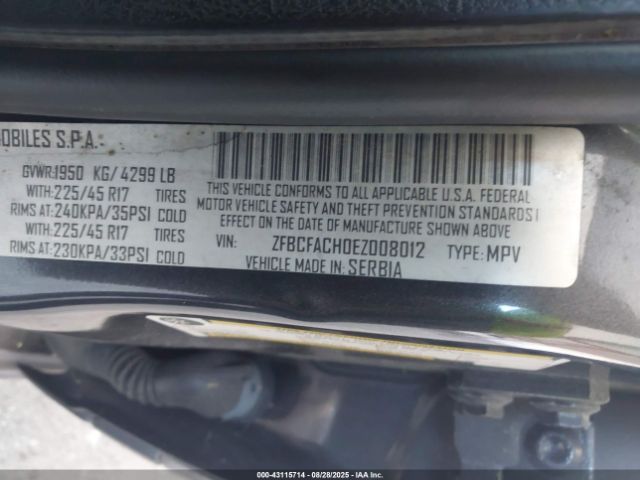 OBILES S.P.A.
GVWR:1950 KG/4299 LB
WITH:225/45 R17 TIRES
RIMS AT:240KPA/35PSI COLD
WITH:225/45 R17 TIRES
RIMS AT:230KPA/33PSI COLD
THIS VEHICLE CONFORMS TO ALL APPLICABLE U.S.A. FEDERAL
MOTOR VEHICLE SAFETY AND THEFT PREVENTION STANDARDS I
EFFECT ON THE DATE OF MANUFACTURE SHOWN ABOVE
VIN: ZFBCFACH0EZ008012 TYPE: MPV
VEHICLE MADE IN SERBIA
000-43115714 | 08/28/2025 | IAAI.com